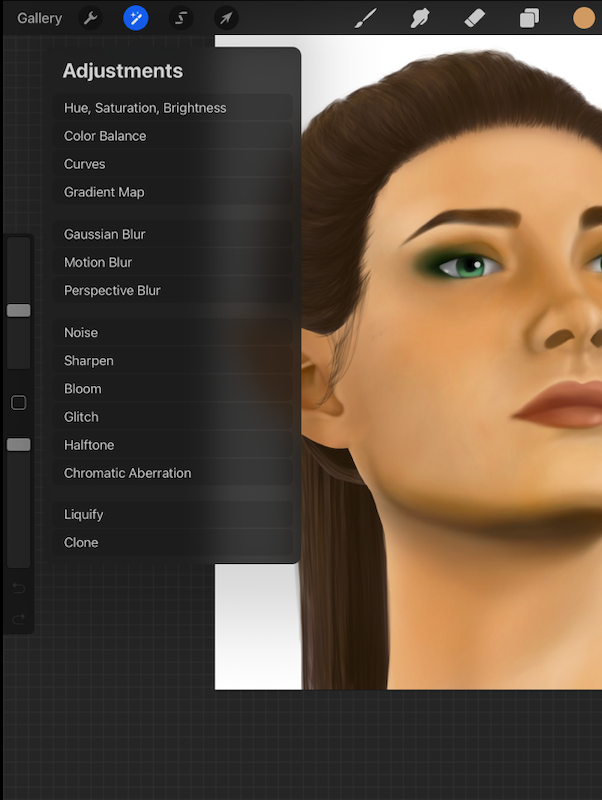 Gallery
Adjustments
Hue, Saturation, Brightness
Color Balance
Curves
Gradient Map
Gaussian Blur
Motion Blur
Perspective Blur
Noise
Sharpen
Bloom
Glitch
Halftone
Chromatic Aberration
Liquify
Clone